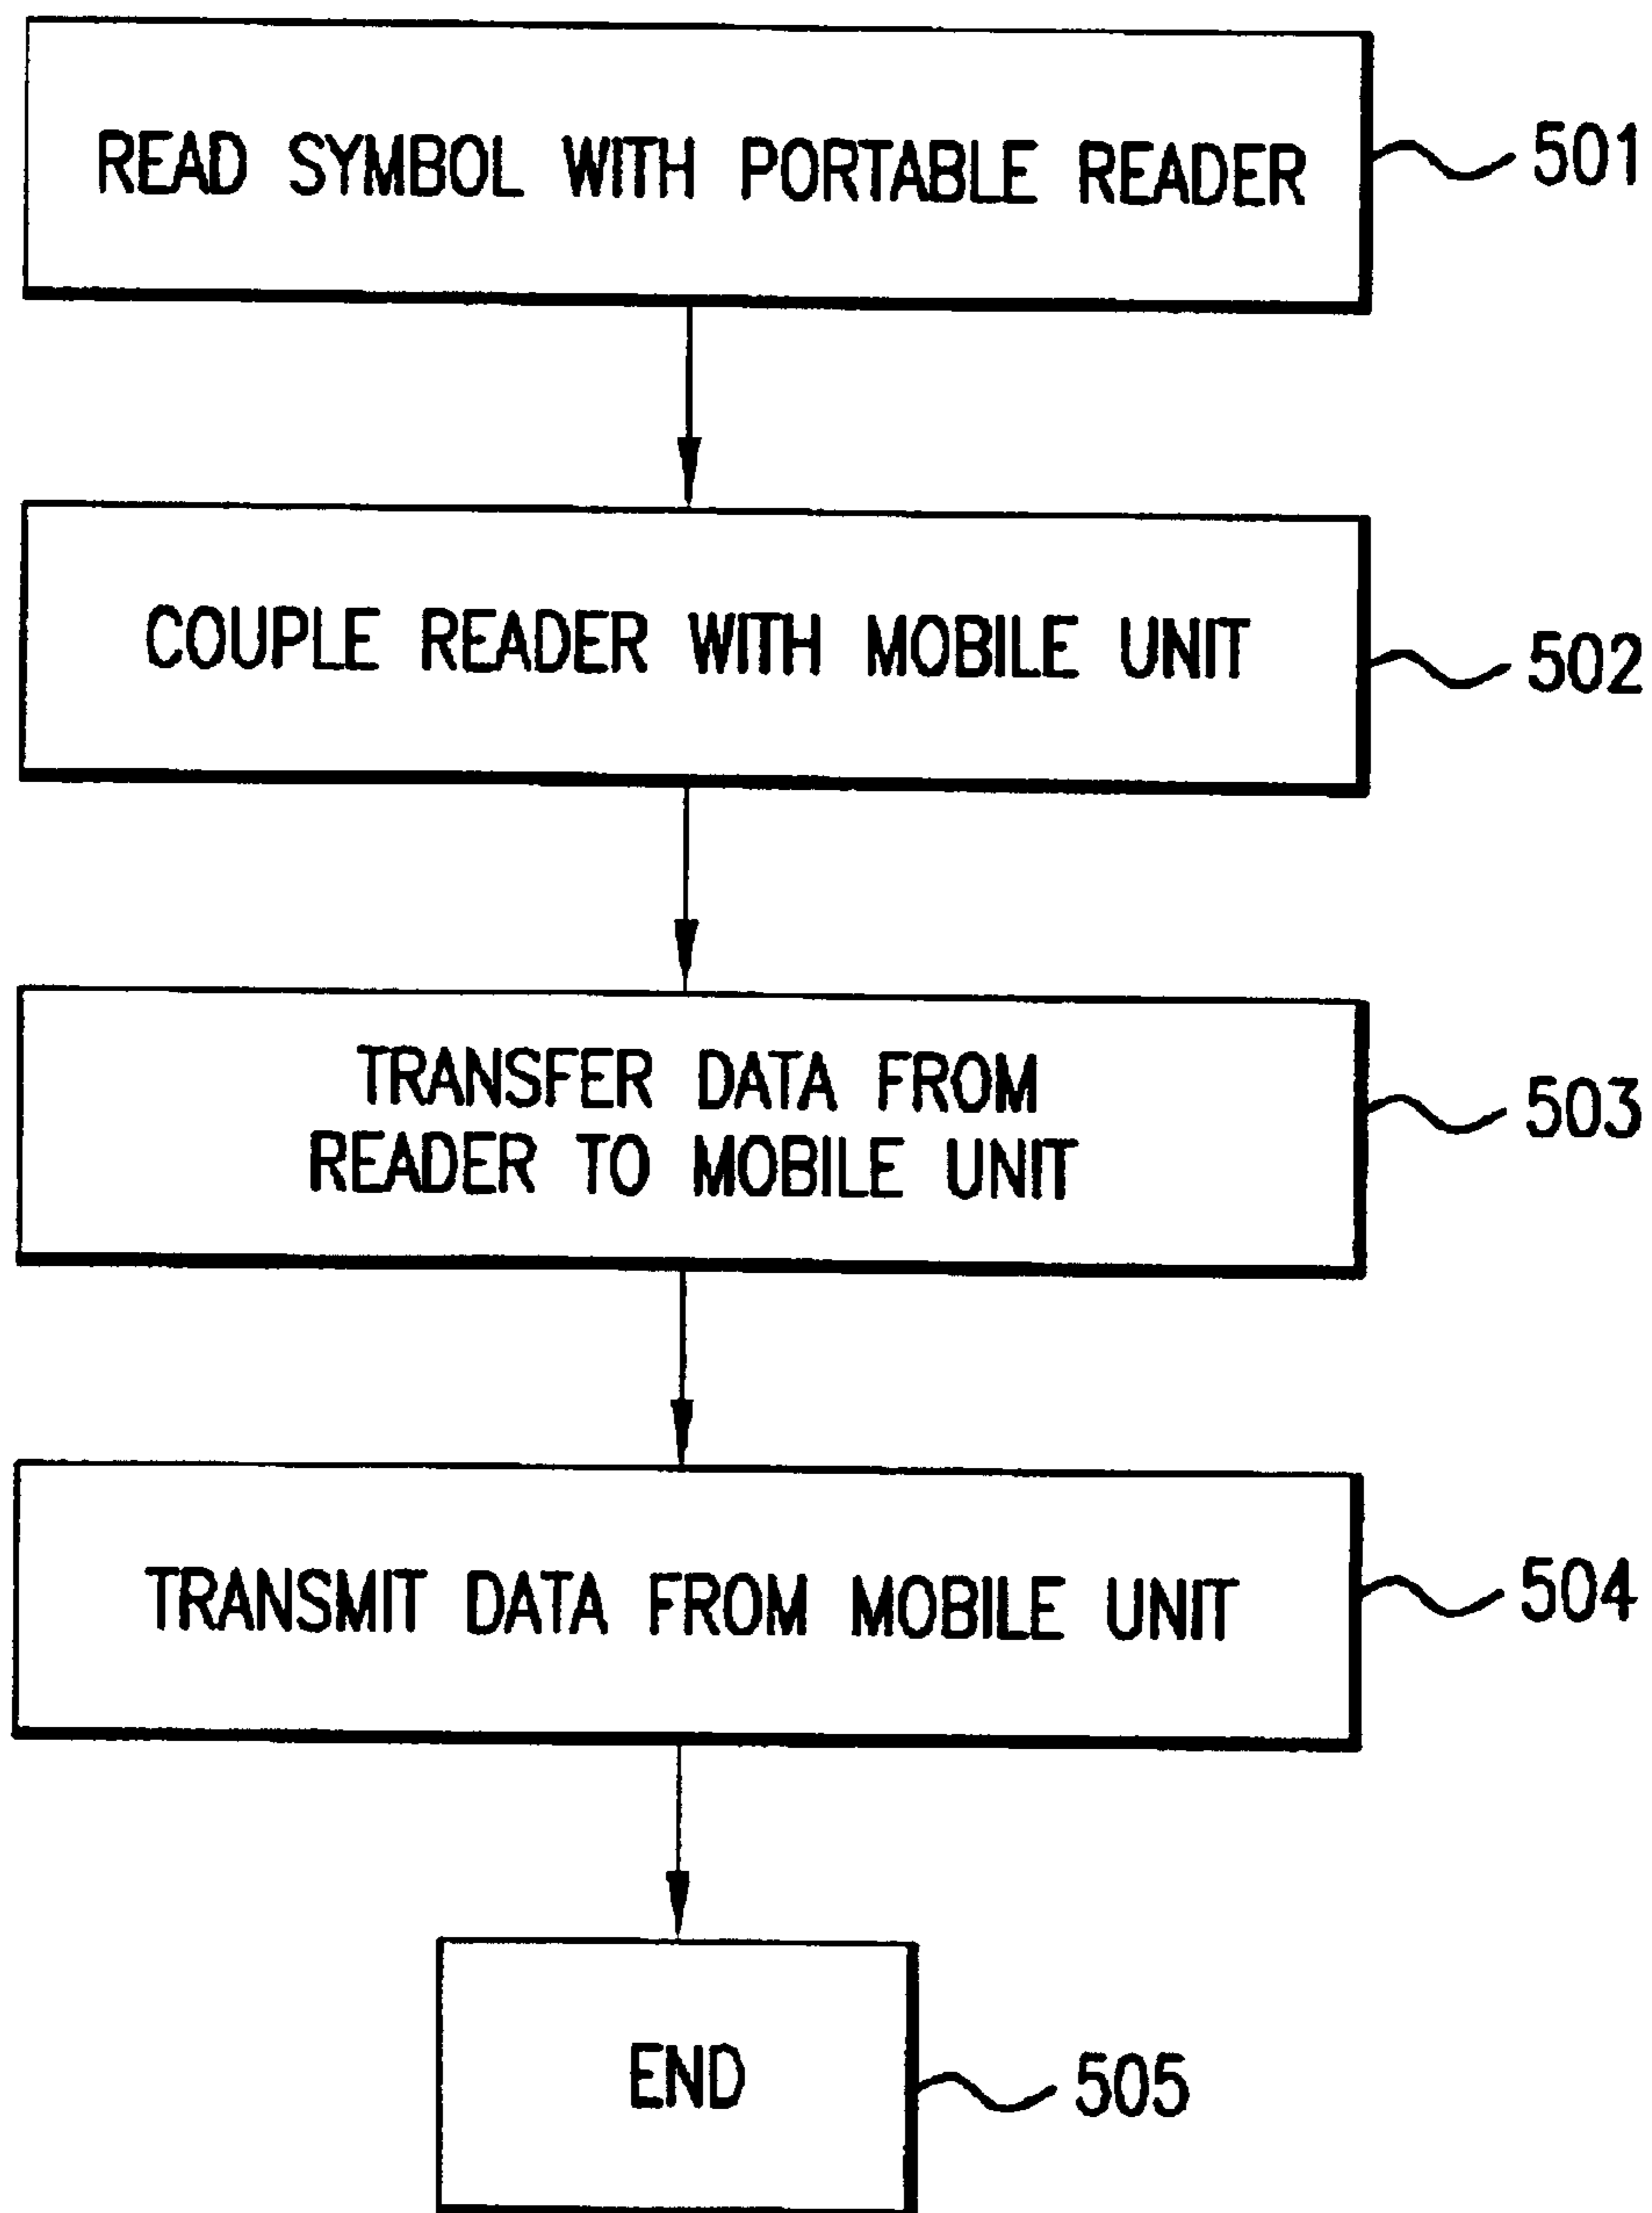 READ SYMBOL WITH PORTABLE READER
501
COUPLE READER WITH MOBILE UNIT
502
TRANSFER DATA FROM
READER TO MOBILE UNIT
503
TRANSMIT DATA FROM MOBILE UNIT
504
END
505